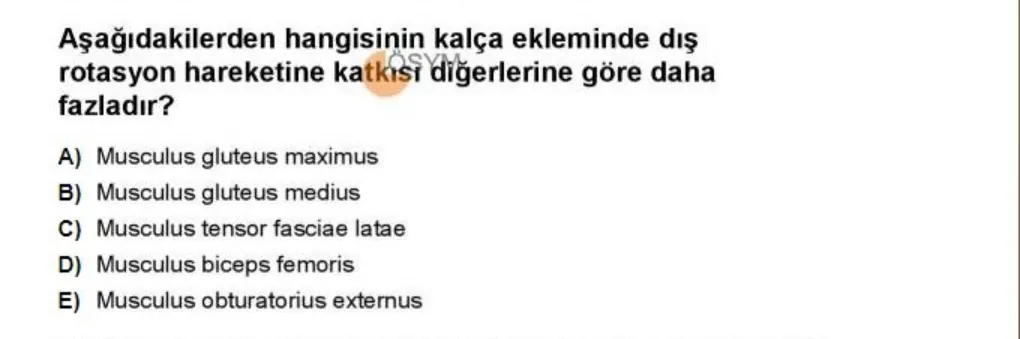 Aşağıdakilerden hangisinin kalça ekleminde dış
rotasyon hareketine katkısı diğerlerine göre daha
fazladır?
ÖSYM
A) Musculus gluteus maximus
B) Musculus gluteus medius
C) Musculus tensor fasciae latae
D) Musculus biceps femoris
E) Musculus obturatorius externus